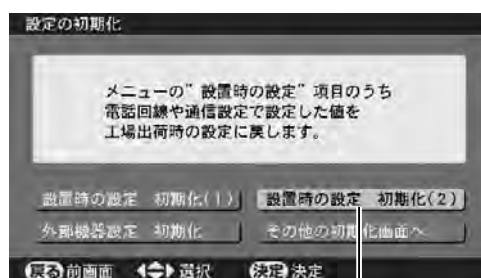 設定の初期化
メニューの”設置時の設定”項目のうち
電話回線や通信設定で設定した値を
工場出荷時の設定に戻します。
設置時の設定 初期化(1)
設置時の設定 初期化(2)
外部機器設定 初期化
その他の初期化画面へ
戻る 前画面 選択 決定 決定